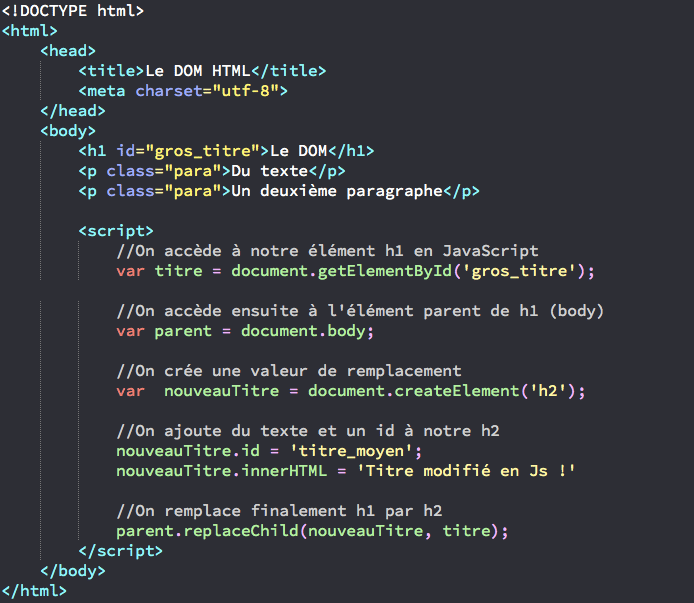 <!DOCTYPE html>
<html>
    <head>
        <title>Le DOM HTML</title>
        <meta charset="utf-8">
    </head>
    <body>
        <h1 id="gros_titre">Le DOM</h1>
        <p class="para">Du texte</p>
        <p class="para">Un deuxième paragraphe</p>

        <script>
            //On accède à notre élément h1 en JavaScript
            var titre = document.getElementById('gros_titre');

            //On accède ensuite à l'élément parent de h1 (body)
            var parent = document.body;

            //On crée une valeur de remplacement
            var  nouveauTitre = document.createElement('h2');

            //On ajoute du texte et un id à notre h2
            nouveauTitre.id = 'titre_moyen';
            nouveauTitre.innerHTML = 'Titre modifié en Js !'

            //On remplace finalement h1 par h2
            parent.replaceChild(nouveauTitre, titre);
        </script>
    </body>
</html>